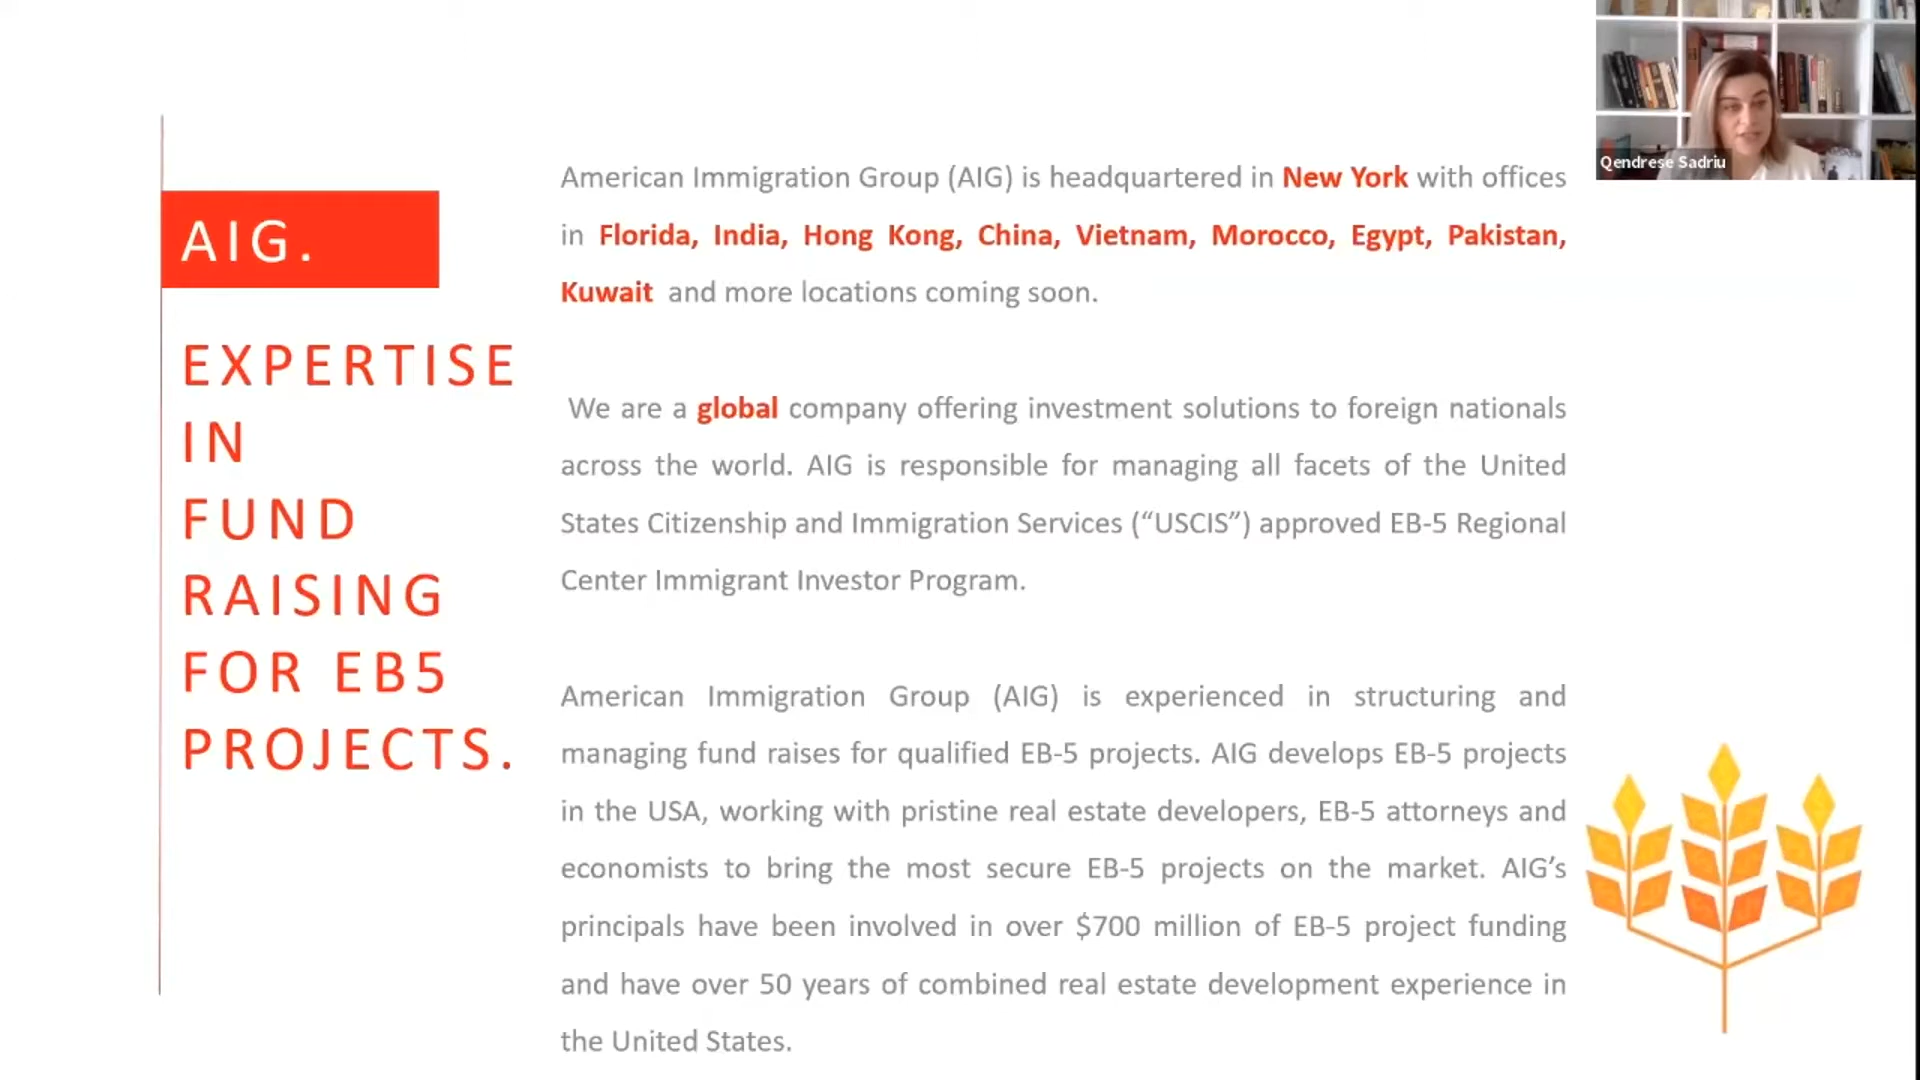 AIG.
EXPERTISE
IN
FUND
RAISING
FOR EB5
PROJECTS.
American Immigration Group (AIG) is headquartered in New York with offices
in Florida, India, Hong Kong, China, Vietnam, Morocco, Egypt, Pakistan,
Kuwait and more locations coming soon.
We are a global company offering investment solutions to foreign nationals
across the world. AIG is responsible for managing all facets of the United
States Citizenship and Immigration Services (“USCIS”) approved EB-5 Regional
Center Immigrant Investor Program.
American Immigration Group (AIG) is experienced in structuring and
managing fund raises for qualified EB-5 projects. AIG develops EB-5 projects
in the USA, working with pristine real estate developers, EB-5 attorneys and
economists to bring the most secure EB-5 projects on the market. AIG’s
principals have been involved in over $700 million of EB-5 project funding
and have over 50 years of combined real estate development experience in
the United States.
Qendrese Sadriu